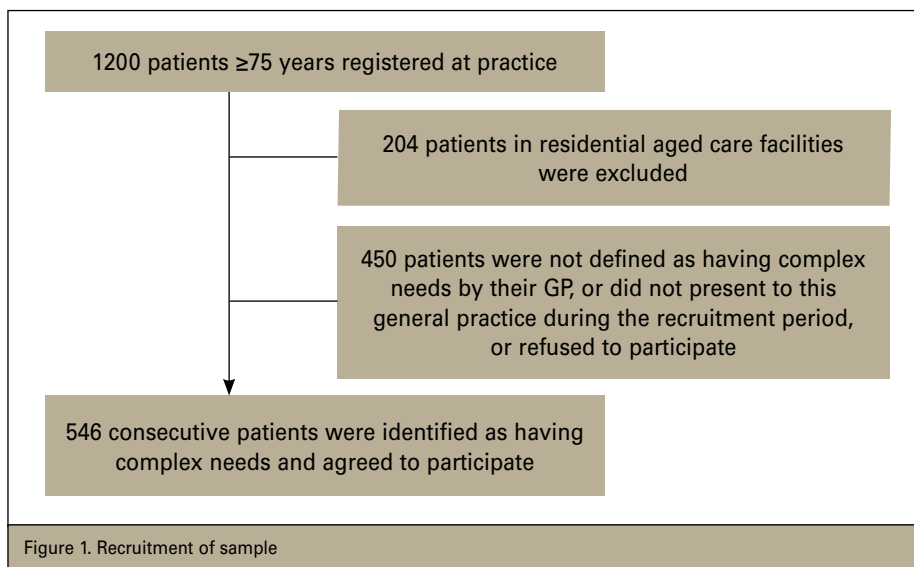 1200 patients ≥75 years registered at practice
204 patients in residential aged care facilities
were excluded
450 patients were not defined as having complex
needs by their GP, or did not present to this
general practice during the recruitment period,
or refused to participate
546 consecutive patients were identified as having
complex needs and agreed to participate
Figure 1. Recruitment of sample